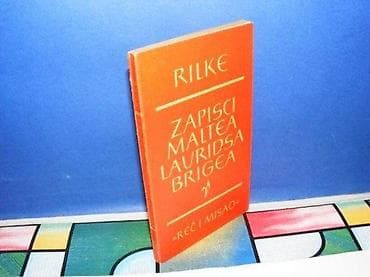 RILKE
ZAPISCI
MALTEA
LAURIDSA
BRIGEA
»REČ I MISAO«